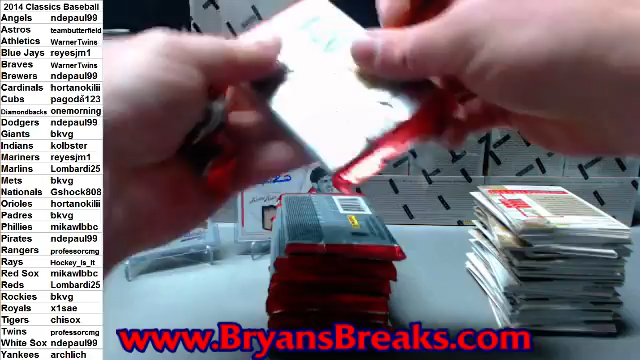 2014 Classics Baseball
Angels ndepaul99
Astros teambutterfield
Athletics WarnerTwins
Blue Jays reyesjm1
Braves WarnerTwins
Brewers ndepaul99
Cardinals hortanokilii
Cubs pagodš123
Diamondbacks onemorning
Dodgers ndepaul99
Giants bkvg
Indians kolbster
Mariners reyesjm1
Marlins Lombardi25
Mets bkvg
Nationals Gshock808
Orioles hortanokilii
Padres bkvg
Phillies mikawlbbc
Pirates ndepaul99
Rangers professorcmg
Rays Hockey_Is_It
Red Sox mikawlbbc
Reds Lombardi25
Rockies bkvg
Royals x1sae
Tigers chisox
Twins professorcmg
White Sox ndepaul99
Yankees archlich
www.BryansBreaks.com